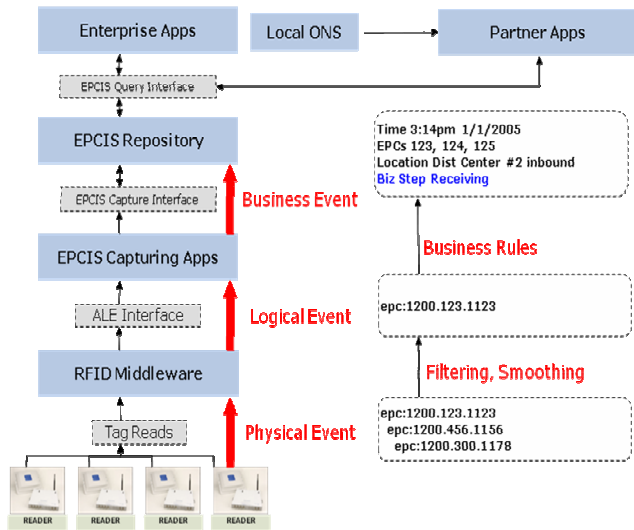 Enterprise Apps
Local ONS
Partner Apps
EPCIS Query Interface
EPCIS Repository
Time 3:14pm 1/1/2005
EPCs 123, 124, 125
Location Dist Center #2 inbound
Biz Step Receiving
EPCIS Capture Interface
Business Event
EPCIS Capturing Apps
Business Rules
ALE Interface
Logical Event
epc:1200.123.1123
RFID Middleware
Filtering, Smoothing
Tag Reads
Physical Event
epc:1200.123.1123
epc:1200.456.1156
epc:1200.300.1178
READER
READER
READER
READER